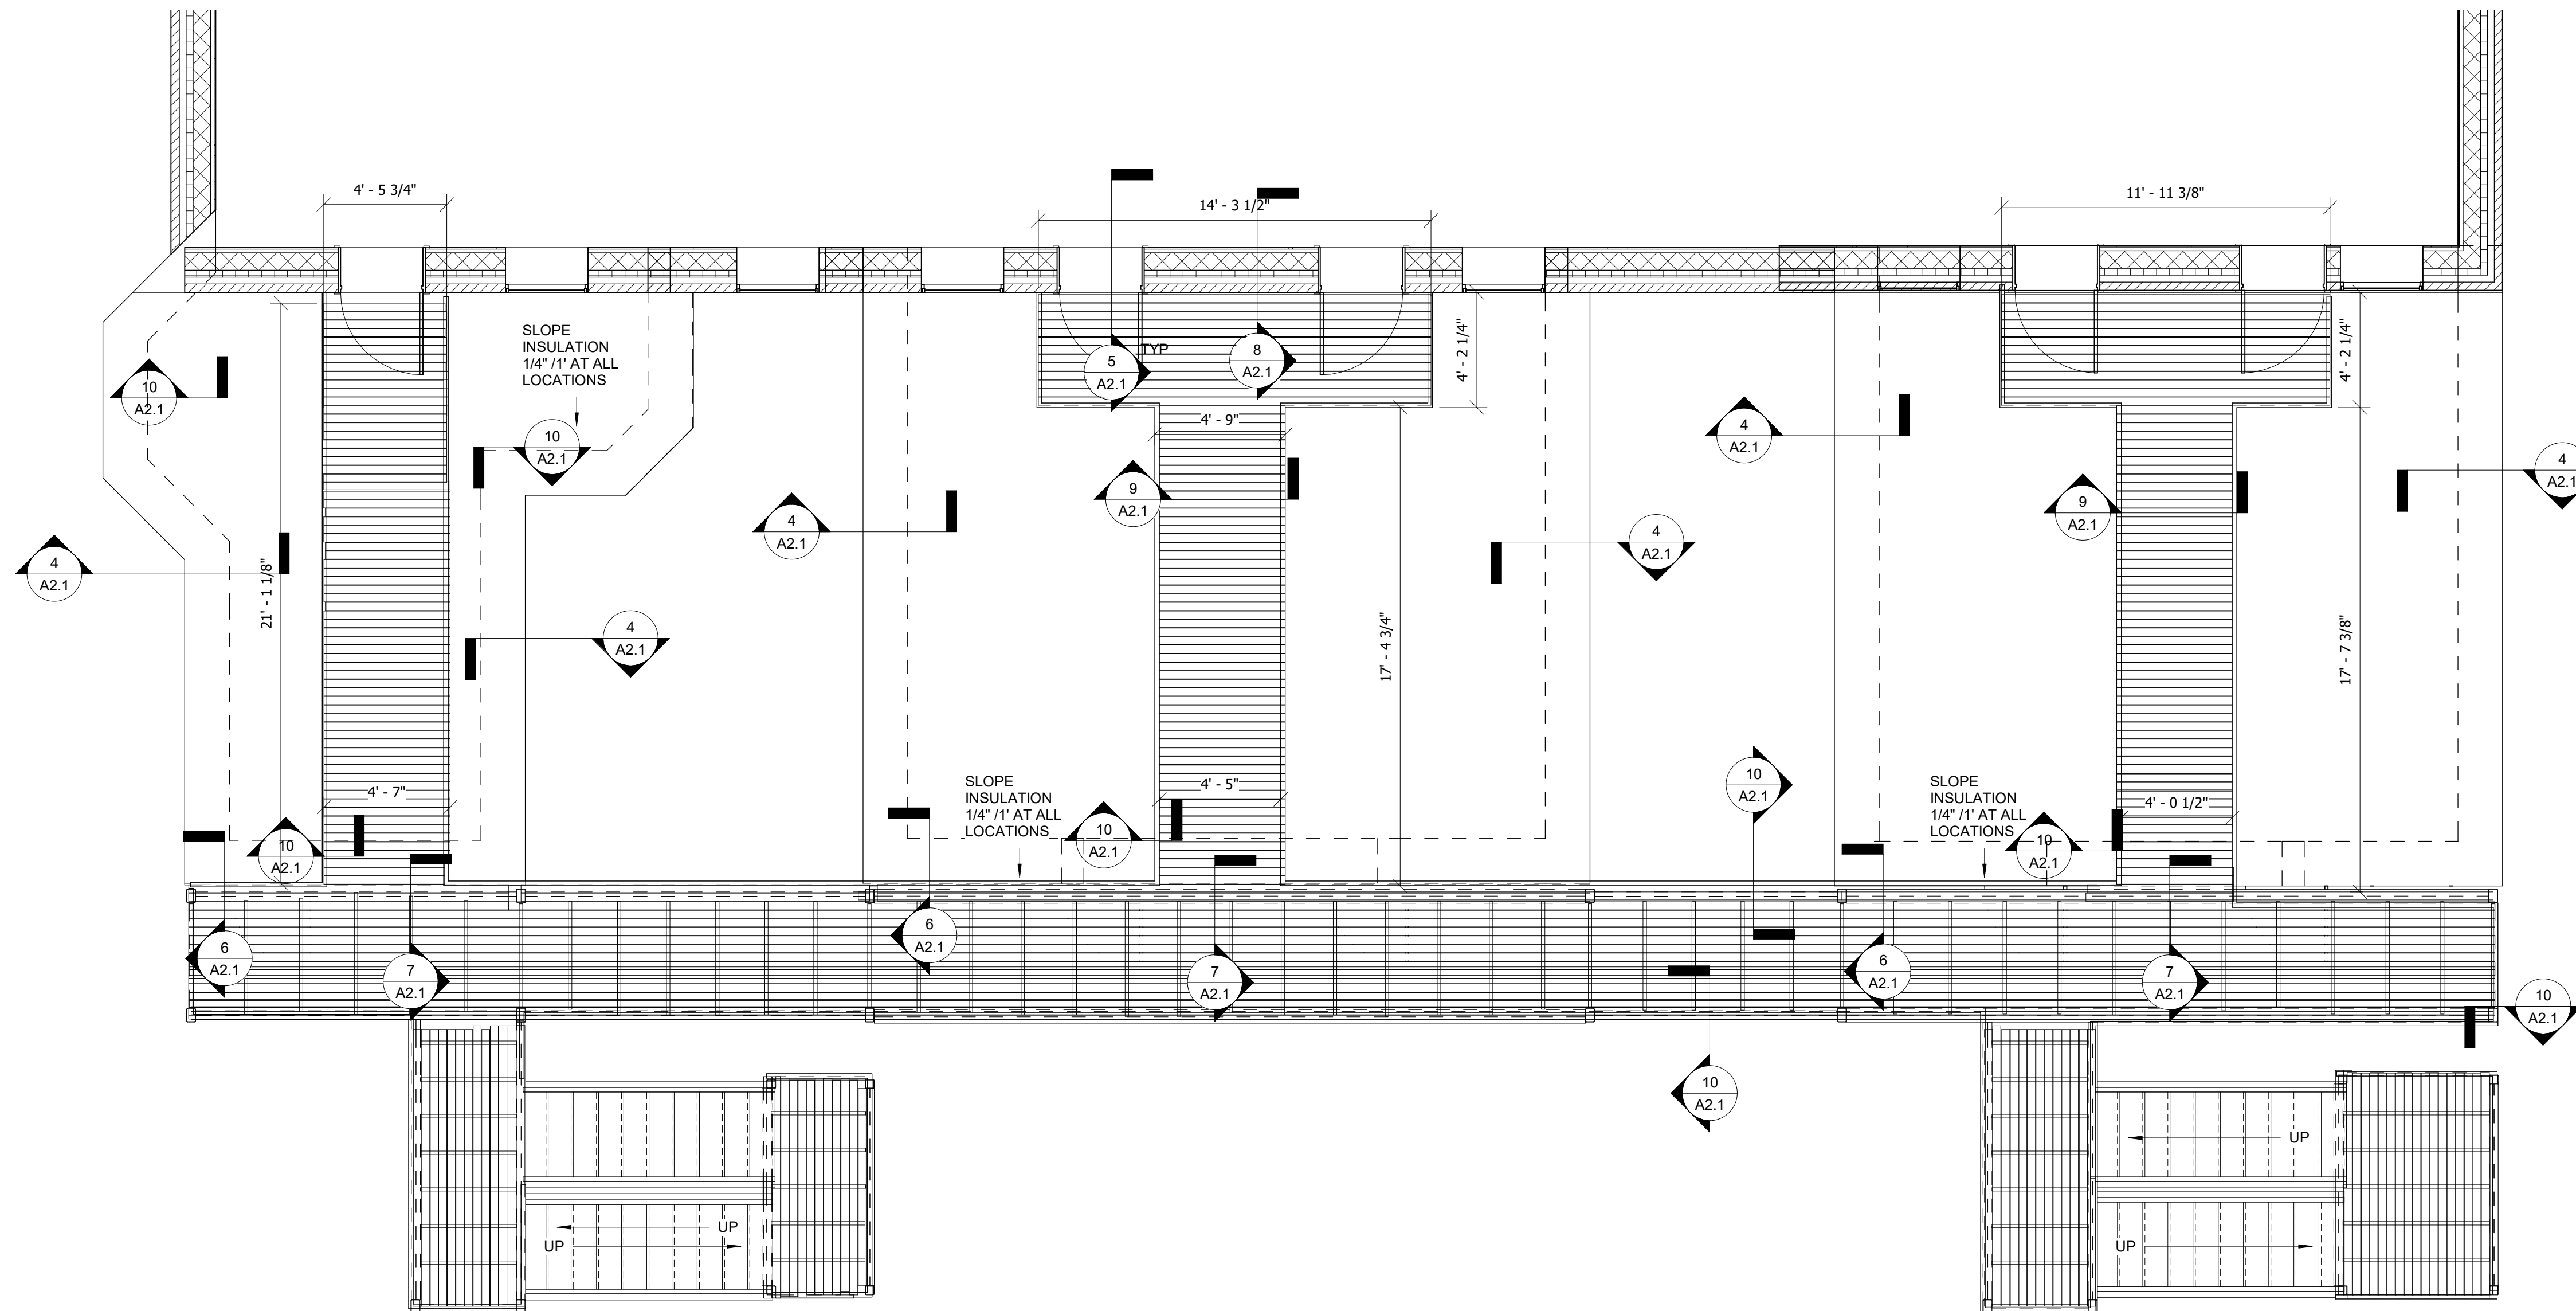 4' - 5 3/4"
14' - 3 1/2"
11' - 11 3/8"
SLOPE
INSULATION
1/4" /1' AT ALL
LOCATIONS
10
A2.1
10
A2.1
5
A2.1
TYP
8
A2.1
4' - 2 1/4"
4' - 2 1/4"
4' - 9"
4
A2.1
4
A2.1
9
A2.1
9
A2.1
4
A2.1
4
A2.1
4
A2.1
21' - 1 1/8"
4
A2.1
17' - 4 3/4"
17' - 7 3/8"
4' - 7"
SLOPE
INSULATION
1/4" /1' AT ALL
LOCATIONS
4' - 5"
10
A2.1
SLOPE
INSULATION
1/4" /1' AT ALL
LOCATIONS
4' - 0 1/2"
10
A2.1
10
A2.1
10
A2.1
6
A2.1
7
A2.1
6
A2.1
7
A2.1
6
A2.1
7
A2.1
10
A2.1
10
A2.1
UP
UP
UP
UP